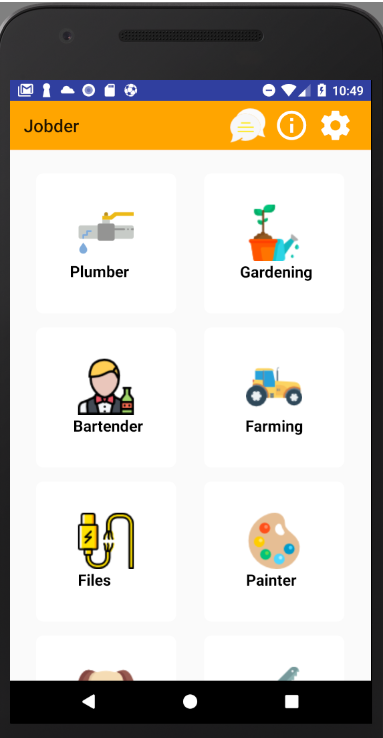 10:49
Jobder
Plumber
Gardening
Bartender
Farming
Files
Painter